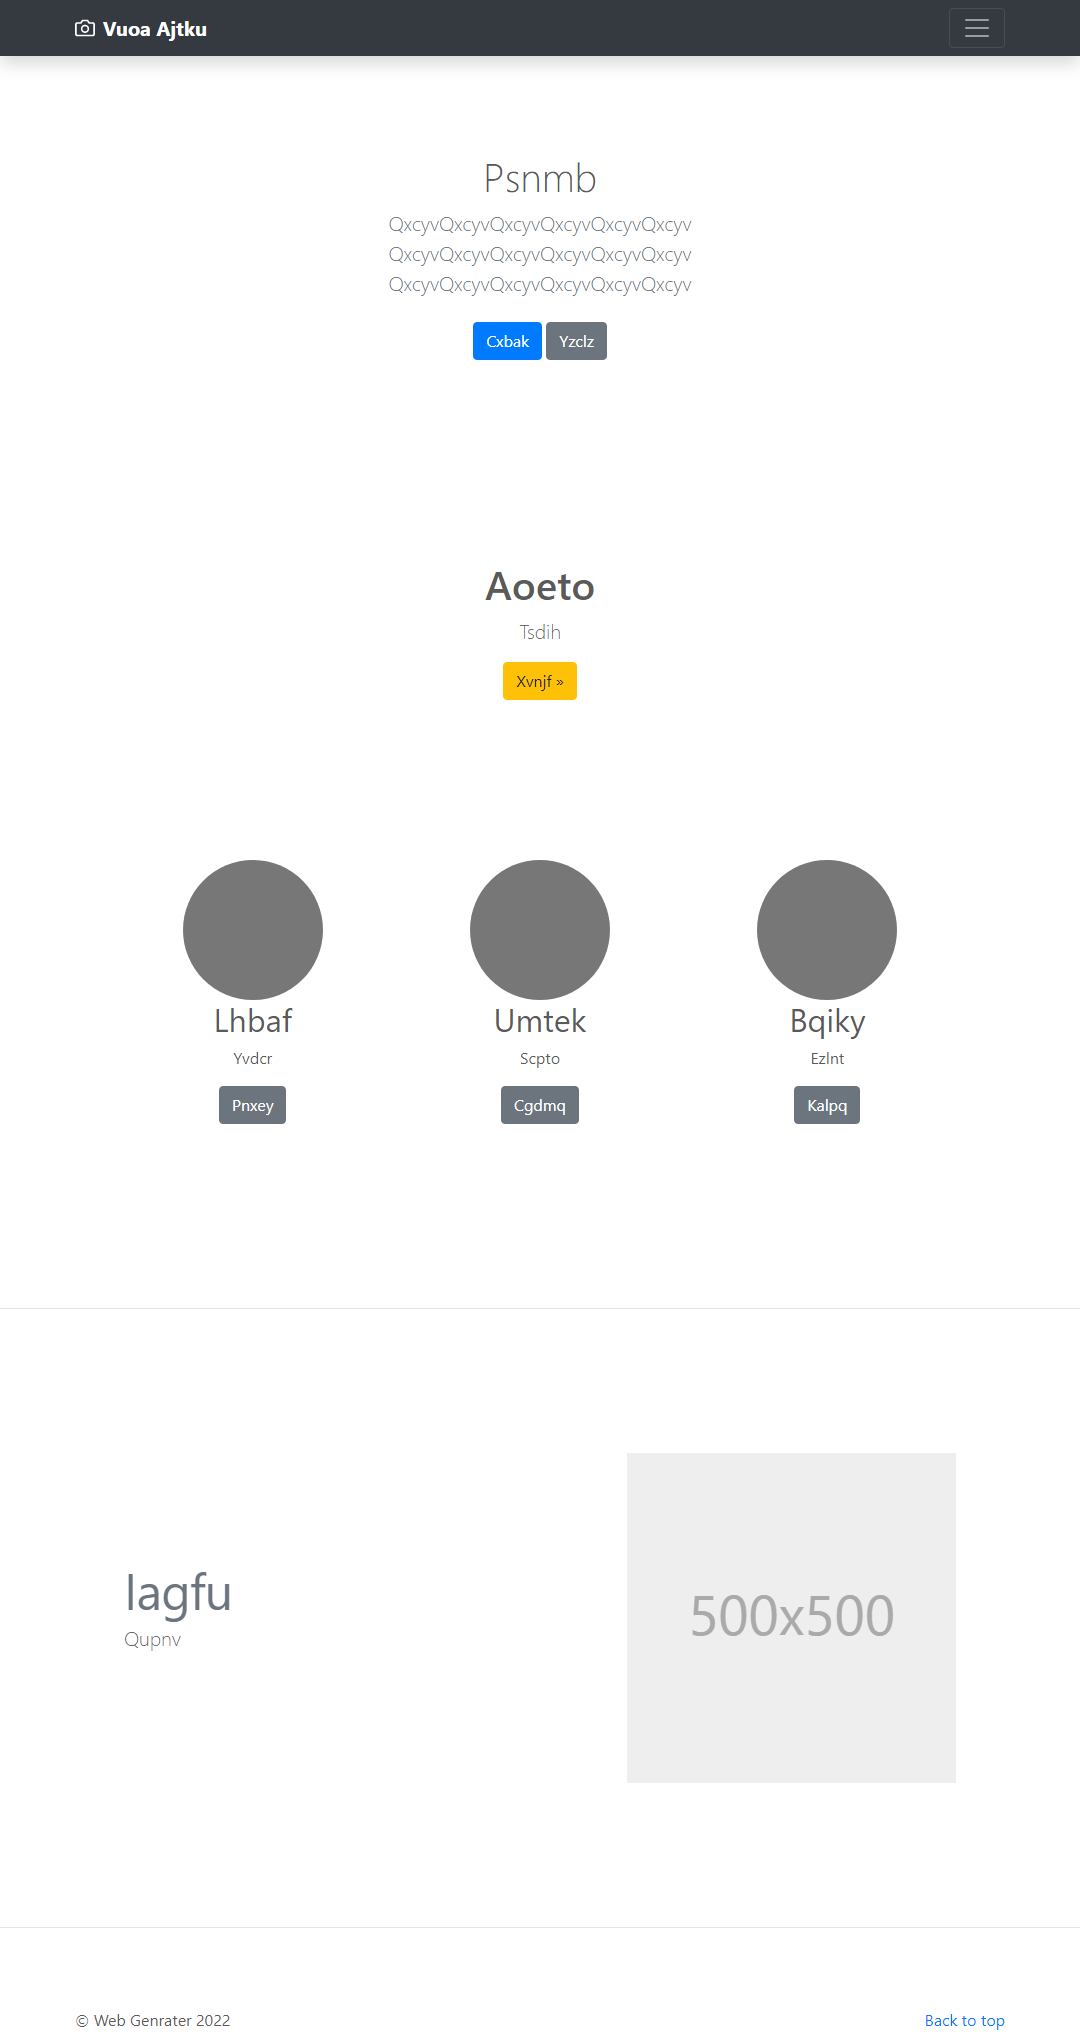 Vuoa Ajtku
Psnmb
QxcyvQxcyvQxcyvQxcyvQxcyvQxcyv
QxcyvQxcyvQxcyvQxcyvQxcyvQxcyv
QxcyvQxcyvQxcyvQxcyvQxcyvQxcyv
Cxbak Yzclz
Aoeto
Tsdih
Xvnjf »
Lhbaf Umtek Bqiky
Yvdcr Scpto Ezlnt
Pnxey Cgdmq Kalpq
Iagfu
Qupnv
500x500
© Web Genrater 2022 Back to top